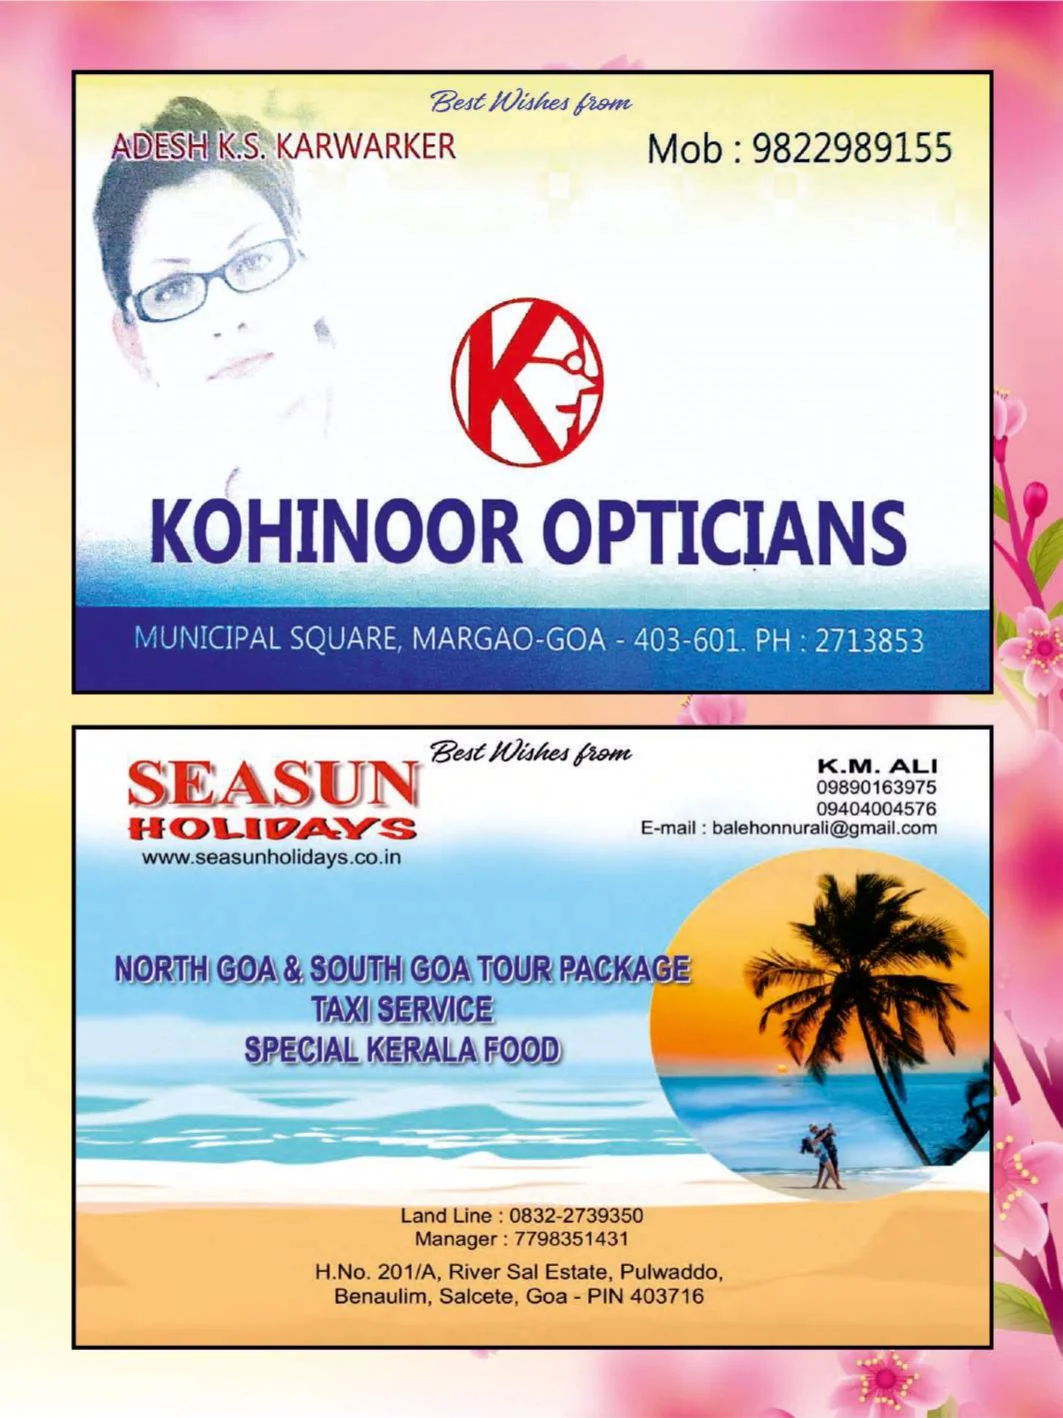 Best Wishes from
ADESH K.S. KARWARKER
Mob : 9822989155
K
KOHINOOR OPTICIANS
MUNICIPAL SQUARE, MARGAO-GOA - 403-601. PH : 2713853
Best Wishes from
SEASUN
HOLIDAYS
www.seasunholidays.co.in
K.M. ALI
09890163975
09404004576
E-mail : balehonnurali@gmail.com
NORTH GOA & SOUTH GOA TOUR PACKAGE
TAXI SERVICE
SPECIAL KERALA FOOD
Land Line : 0832-2739350
Manager : 7798351431
H.No. 201/A, River Sal Estate, Pulwaddo,
Benaulim, Salcete, Goa - PIN 403716